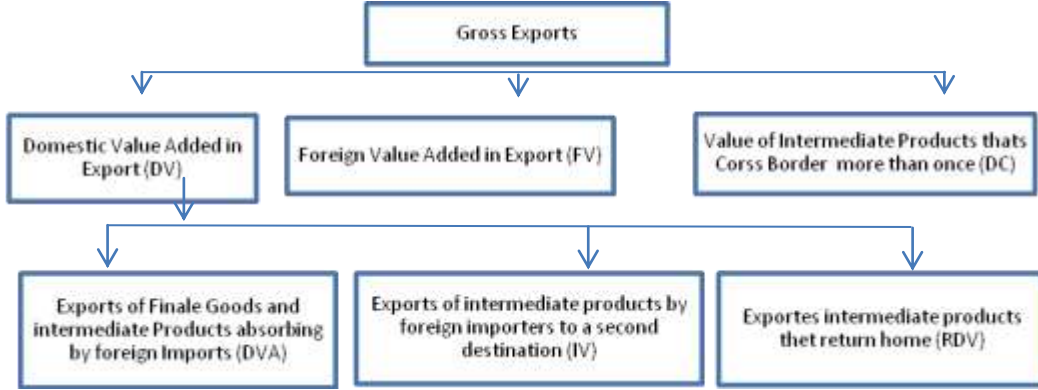 Gross Exports
Domestic Value Added in
Export (DV)
Foreign Value Added in Export (FV)
Value of Intermediate Products thats
Corss Border more than once (DC)
Exports of Finale Goods and
intermediate Products absorbing
by foreign Imports (DVA)
Exports of intermediate products by
foreign importers to a second
destination (IV)
Exportes intermediate products
thet return home (RDV)